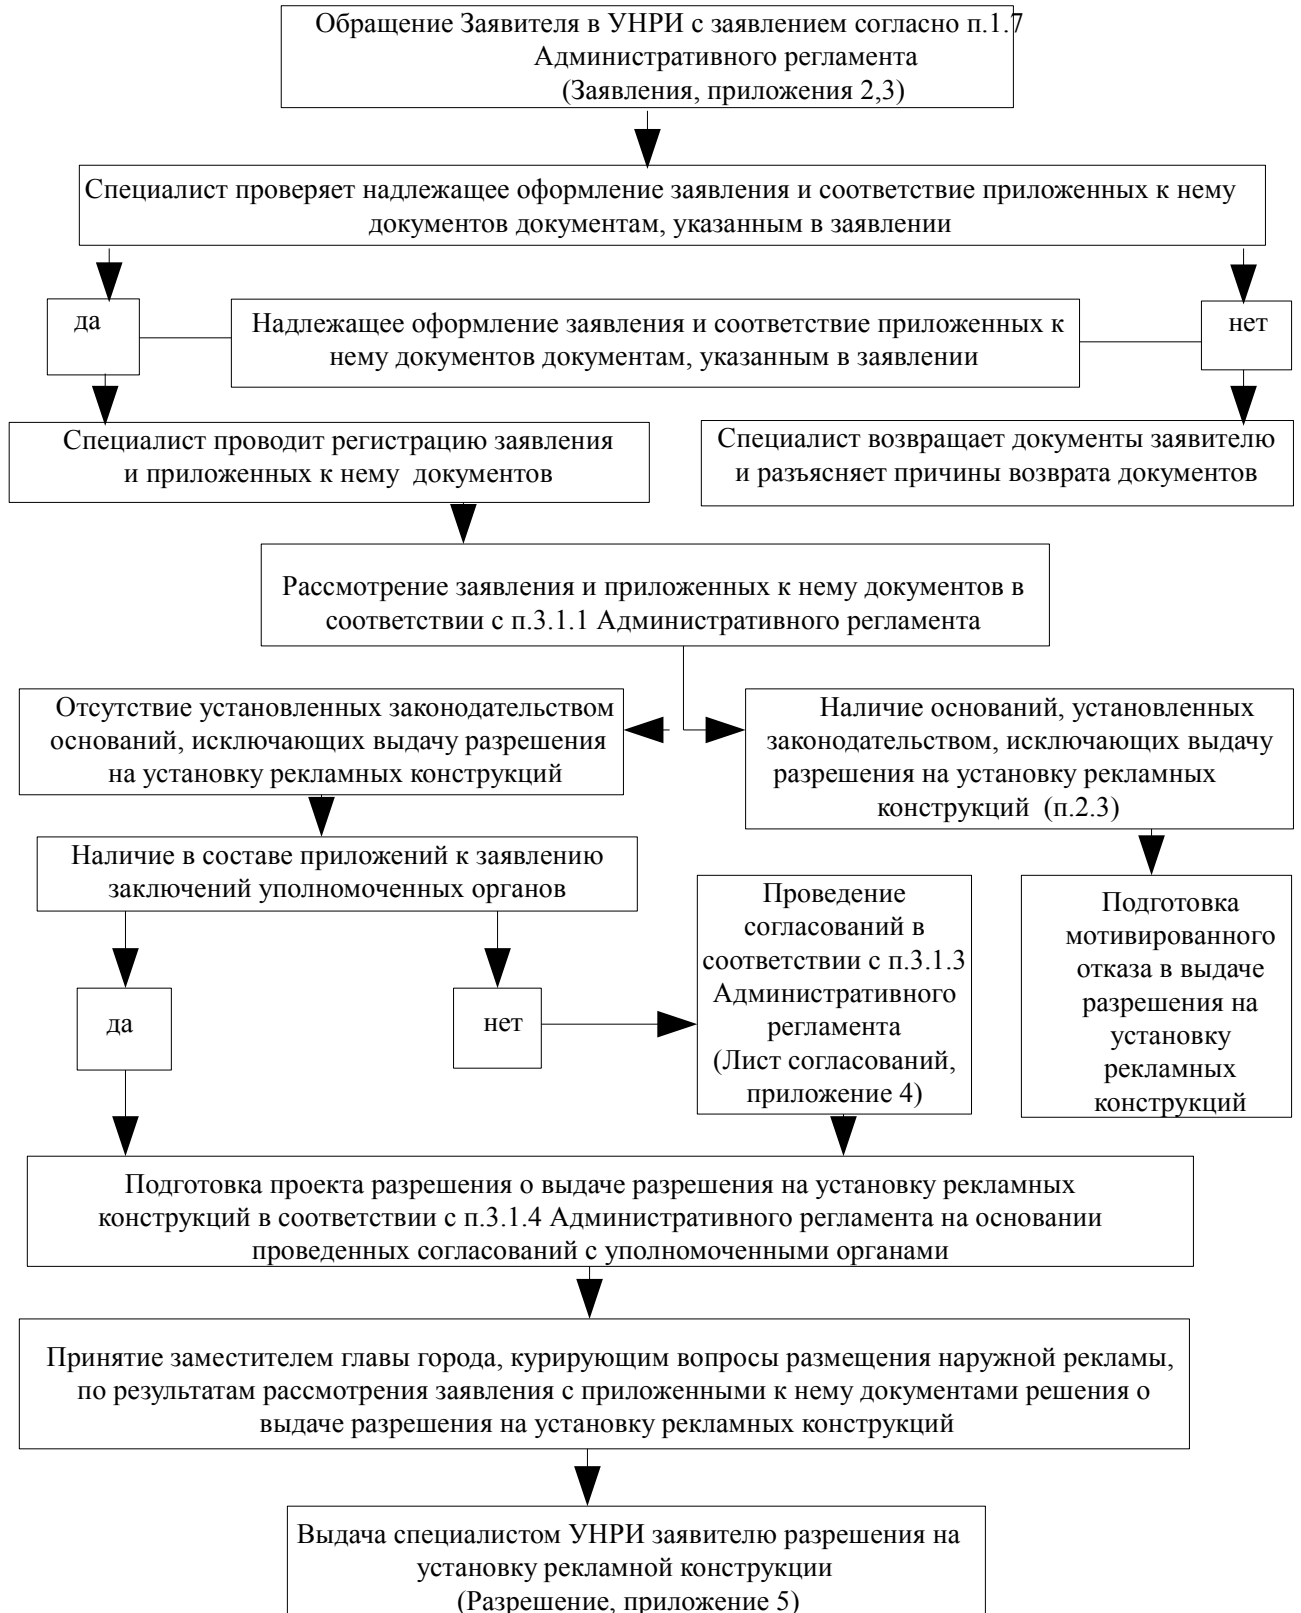 Обращение Заявителя в УНРИ с заявлением согласно п.1.7
Административного регламента
(Заявления, приложения 2,3)
Специалист проверяет надлежащее оформление заявления и соответствие приложенных к нему
документов документам, указанным в заявлении
да
Надлежащее оформление заявления и соответствие приложенных к
нему документов документам, указанным в заявлении
нет
Специалист проводит регистрацию заявления
и приложенных к нему документов
Специалист возвращает документы заявителю
и разъясняет причины возврата документов
Рассмотрение заявления и приложенных к нему документов в
соответствии с п.3.1.1 Административного регламента
Отсутствие установленных законодательством
оснований, исключающих выдачу разрешения
на установку рекламных конструкций
Наличие оснований, установленных
законодательством, исключающих выдачу
разрешения на установку рекламных
конструкций (п.2.3)
Наличие в составе приложений к заявлению
заключений уполномоченных органов
да
нет
Проведение
согласований в
соответствии с п.3.1.3
Административного
регламента
(Лист согласований,
приложение 4)
Подготовка
мотивированного
отказа в выдаче
разрешения на
установку
рекламных
конструкций
Подготовка проекта разрешения о выдаче разрешения на установку рекламных
конструкций в соответствии с п.3.1.4 Административного регламента на основании
проведенных согласований с уполномоченными органами
Принятие заместителем главы города, курирующим вопросы размещения наружной рекламы,
по результатам рассмотрения заявления с приложенными к нему документами решения о
выдаче разрешения на установку рекламных конструкций
Выдача специалистом УНРИ заявителю разрешения на
установку рекламной конструкции
(Разрешение, приложение 5)